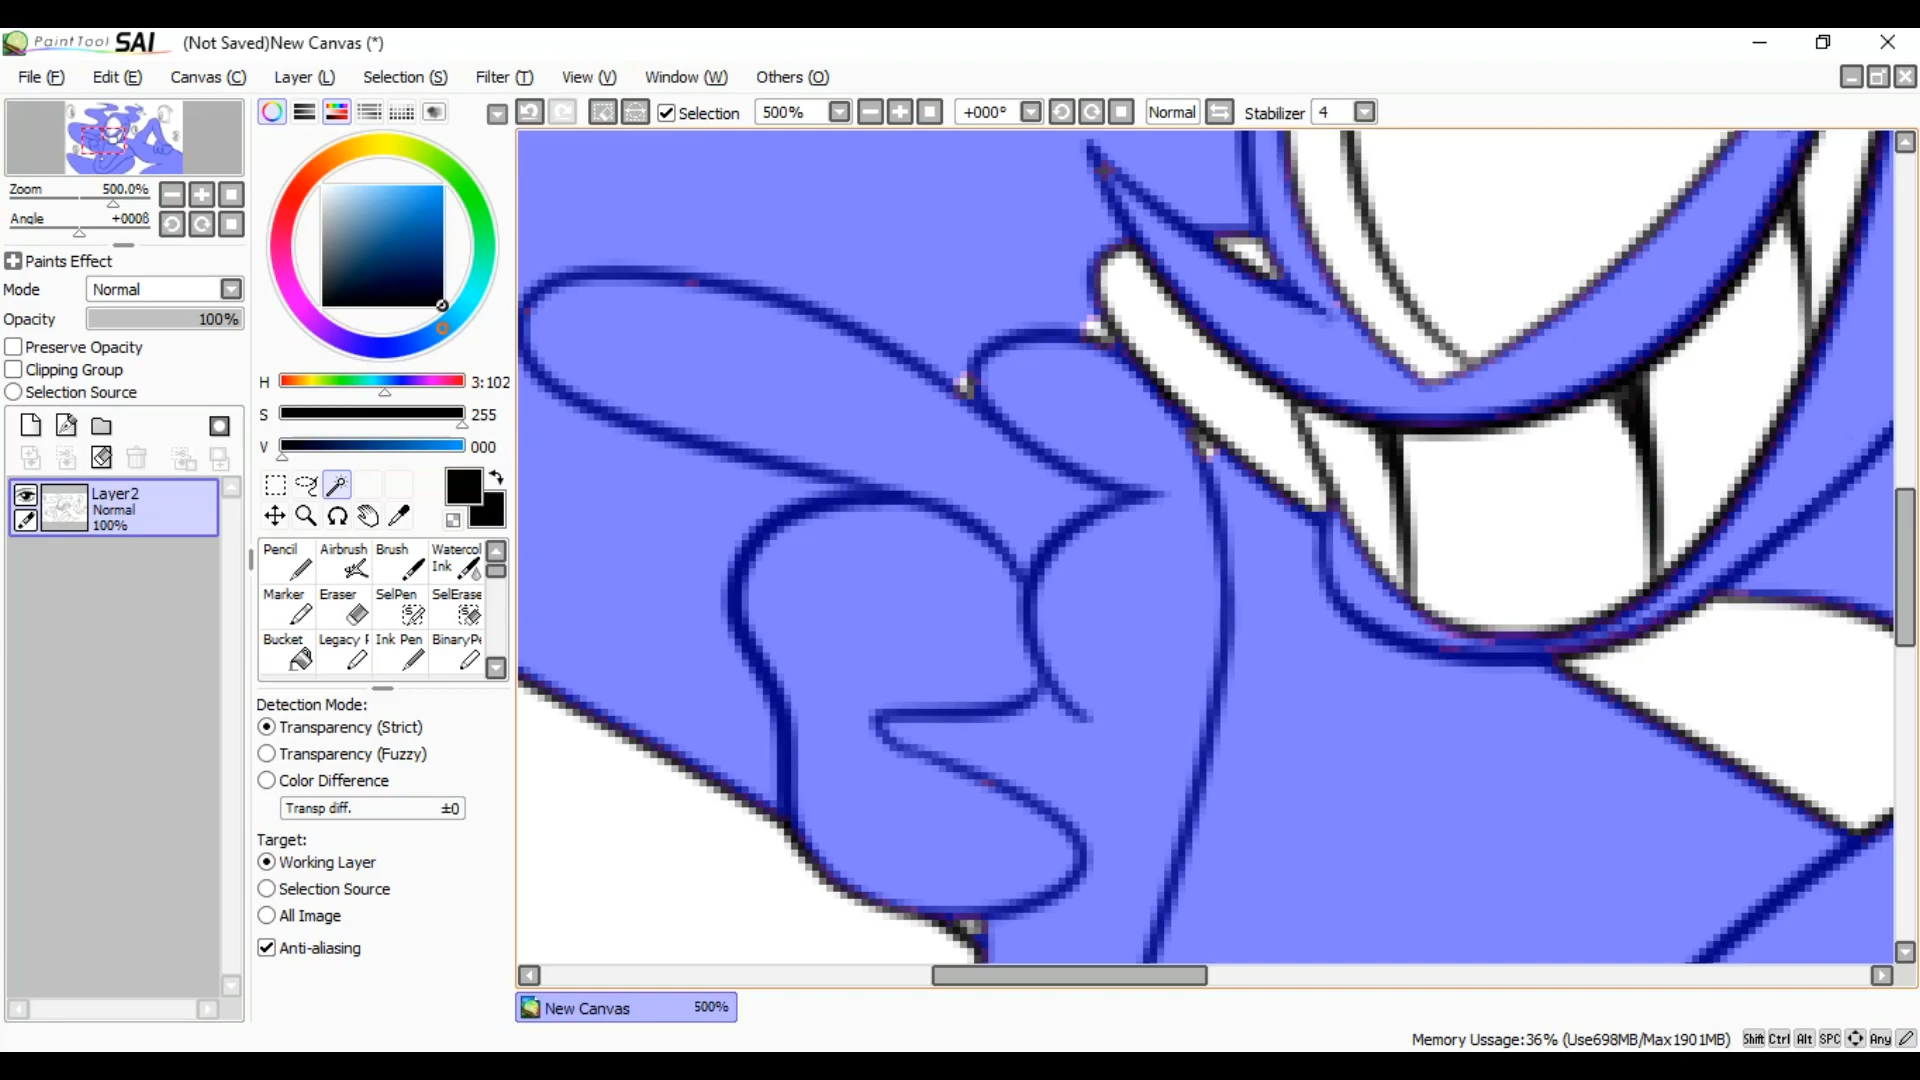 PaintTool SAI (Not Saved)New Canvas (*)
File (F) Edit (E) Canvas (C) Layer (L) Selection (S) Filter (T) View (V) Window (W) Others (O)
Selection 500% +000° Normal Stabilizer 4
Zoom 500.0%
Angle +000ß
Paints Effect
Mode Normal
Opacity 100%
Preserve Opacity
Clipping Group
Selection Source
Layer2
Normal
100%
H 3:102
S 255
V 000
Pencil Airbrush Brush Watercol
Ink
Marker Eraser SelPen SelErase
Bucket Legacy Ink Pen BinaryPe
Detection Mode:
Transparency (Strict)
Transparency (Fuzzy)
Color Difference
Transp diff. ±0
Target:
Working Layer
Selection Source
All Image
Anti-aliasing
New Canvas 500%
Memory Ussage:36% (Use698MB/Max1901MB) Shift Ctrl Alt SPC Any